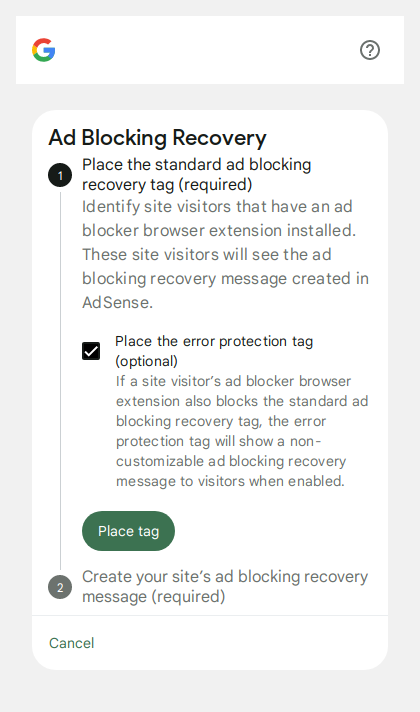 Ad Blocking Recovery
1
Place the standard ad blocking
recovery tag (required)
Identify site visitors that have an ad
blocker browser extension installed.
These site visitors will see the ad
blocking recovery message created in
AdSense.
Place the error protection tag
(optional)
If a site visitor’s ad blocker browser
extension also blocks the standard ad
blocking recovery tag, the error
protection tag will show a non-
customizable ad blocking recovery
message to visitors when enabled.
Place tag
2
Create your site’s ad blocking recovery
message (required)
Cancel